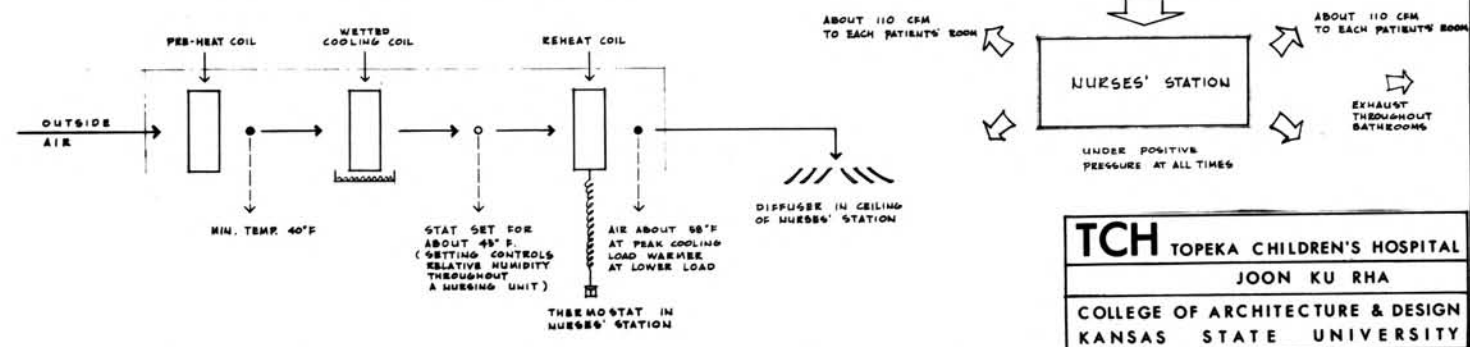 PRE-HEAT COIL
WETTED
COOLING COIL
REHEAT COIL
OUTSIDE
AIR
MIN. TEMP. 40°F
STAT SET FOR
ABOUT 45° F.
(SETTING CONTROLS
RELATIVE HUMIDITY
THROUGHOUT
A NURSING UNIT)
AIR ABOUT 58°F
AT PEAK COOLING
LOAD WARMER
AT LOWER LOAD
THERMOSTAT IN
NURSES' STATION
DIFFUSER IN CEILING
OF NURSES' STATION
ABOUT 110 CFM
TO EACH PATIENTS' ROOM
ABOUT 110 CFM
TO EACH PATIENTS' ROOM
NURSES' STATION
UNDER POSITIVE
PRESSURE AT ALL TIMES
EXHAUST
THROUGHOUT
BATHROOMS
TCH TOPEKA CHILDREN'S HOSPITAL
JOON KU RHA
COLLEGE OF ARCHITECTURE & DESIGN
KANSAS STATE UNIVERSITY